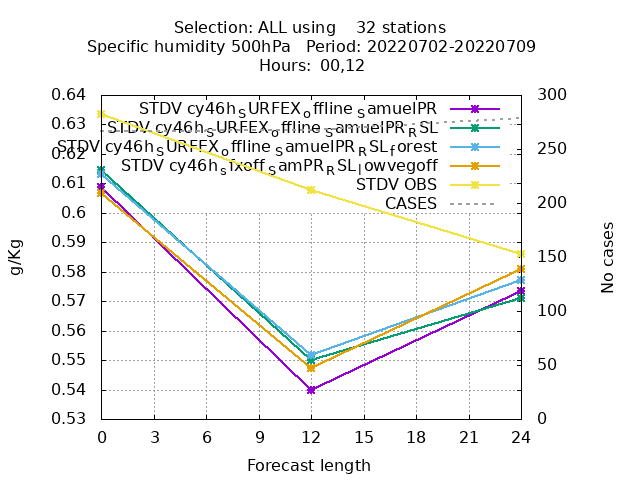 Selection: ALL using 32 stations
Specific humidity 500hPa Period: 20220702-20220709
Hours: 00,12
STDV cy46h_SURFEX_offline_SamuelPR
STDV cy46h_SURFEX_offline_SamuelPR_RSL
STDV cy46h_SURFEX_offline_SamuelPR_RSL_forest
STDV cy46h_sfxoff_SamPR_RSL_lowvegoff
STDV OBS
CASES
0.64
0.63
0.62
0.61
0.6
0.59
0.58
0.57
0.56
0.55
0.54
0.53
g/Kg
300
250
200
150
100
50
0
No cases
0 3 6 9 12 15 18 21 24
Forecast length